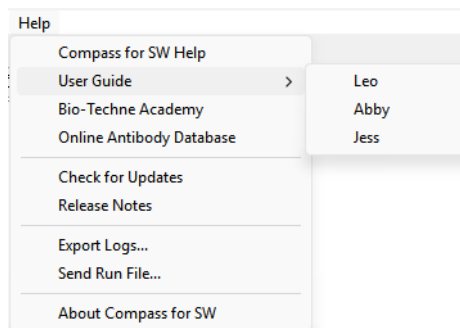 Help
Compass for SW Help
User Guide
Leo
Bio-Techne Academy
Abby
Online Antibody Database
Jess
Check for Updates
Release Notes
Export Logs...
Send Run File...
About Compass for SW